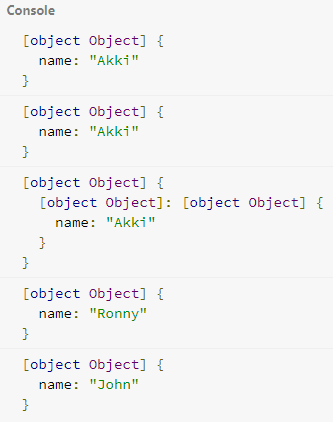 Console
[object Object] {
  name: "Akki"
}
[object Object] {
  name: "Akki"
}
[object Object] {
  [object Object]: [object Object] {
    name: "Akki"
  }
}
[object Object] {
  name: "Ronny"
}
[object Object] {
  name: "John"
}